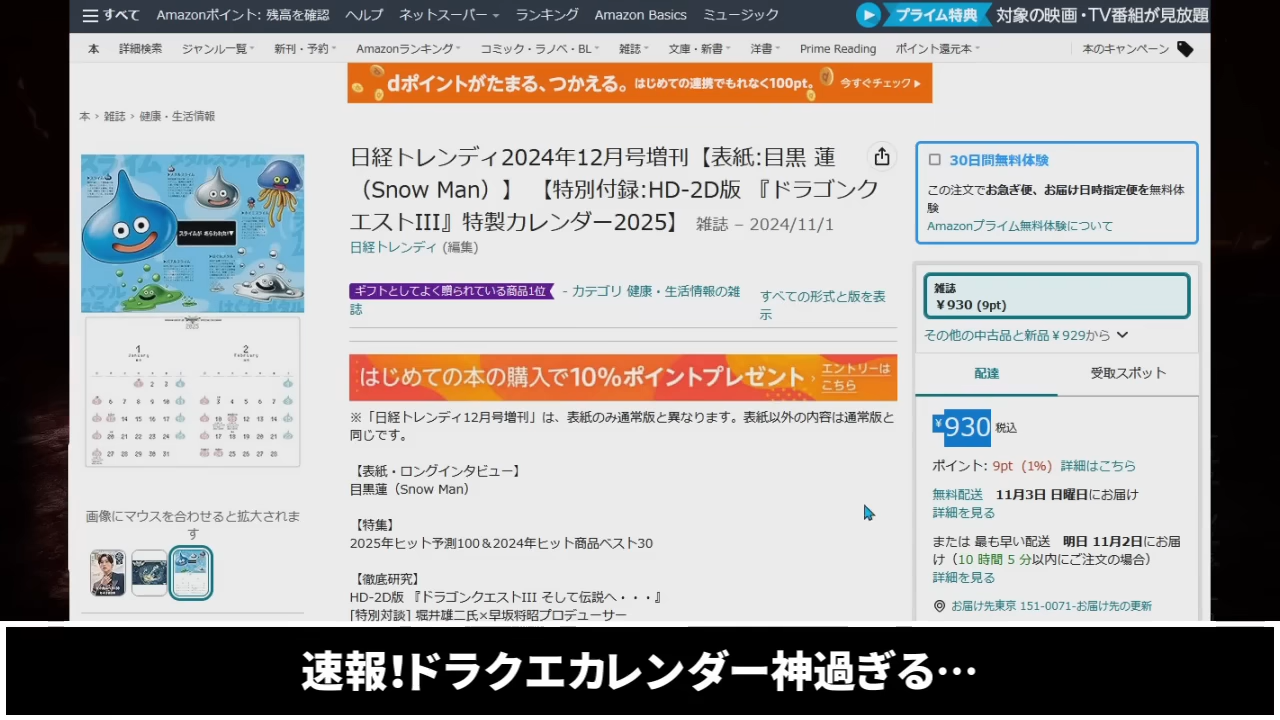 すべて Amazonポイント: 残高を確認 ヘルプ ネットスーパー ランキング Amazon Basics ミュージック プライム特典 対象の映画・TV番組が見放題
本 詳細検索 ジャンル一覧 新刊・予約 Amazonランキング コミック・ラノベ・BL 雑誌 文庫・新書 洋書 Prime Reading ポイント還元本 本のキャンペーン
dポイントがたまる、つかえる。 はじめての連携でもれなく100pt。 今すぐチェック
本 › 雑誌 › 健康・生活情報
スライムが あらわれた!▼
1 January
2 February
画像にマウスを合わせると拡大されま
す
日経トレンディ2024年12月号増刊【表紙:目黒 蓮
（Snow Man）】 【特別付録:HD-2D版 『ドラゴンク
エストIII』特製カレンダー2025】 雑誌 – 2024/11/1
日経トレンディ (編集)
ギフトとしてよく贈られている商品1位 - カテゴリ 健康・生活情報の雑
誌
すべての形式と版を表
示
はじめての本の購入で10%ポイントプレゼント › エントリーは
こちら
※「日経トレンディ12月号増刊」は、表紙のみ通常版と異なります。表紙以外の内容は通常版と
同じです。
【表紙・ロングインタビュー】
目黒蓮（Snow Man）
【特集】
2025年ヒット予測100＆2024年ヒット商品ベスト30
【徹底研究】
HD-2D版 『ドラゴンクエストIII そして伝説へ・・・』
[特別対談] 堀井雄二氏×早坂将昭プロデューサー
30日間無料体験
この注文でお急ぎ便、お届け日時指定便を無料体
験
Amazonプライム無料体験について
雑誌
￥930 (9pt)
その他の中古品と新品￥929から
配達 受取スポット
¥930 税込
ポイント: 9pt (1%) 詳細はこちら
無料配送 11月3日 日曜日にお届け
詳細を見る
または 最も早い配送 明日 11月2日にお届
け（10 時間 5 分以内にご注文の場合）
詳細を見る
お届け先東京 151-0071-お届け先の更新
速報!ドラクエカレンダー神過ぎる…